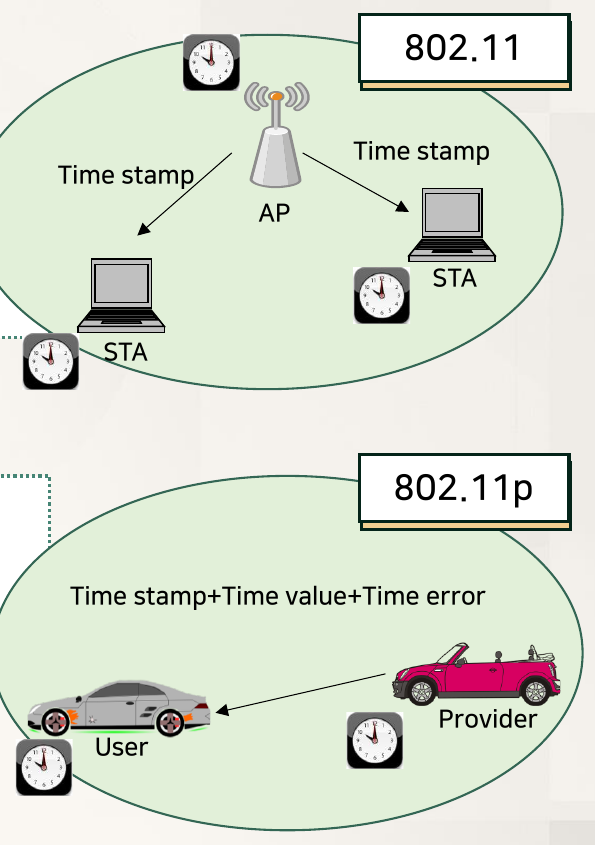 802.11
Time stamp
Time stamp
AP
STA
STA
802.11p
Time stamp+Time value+Time error
Provider
User